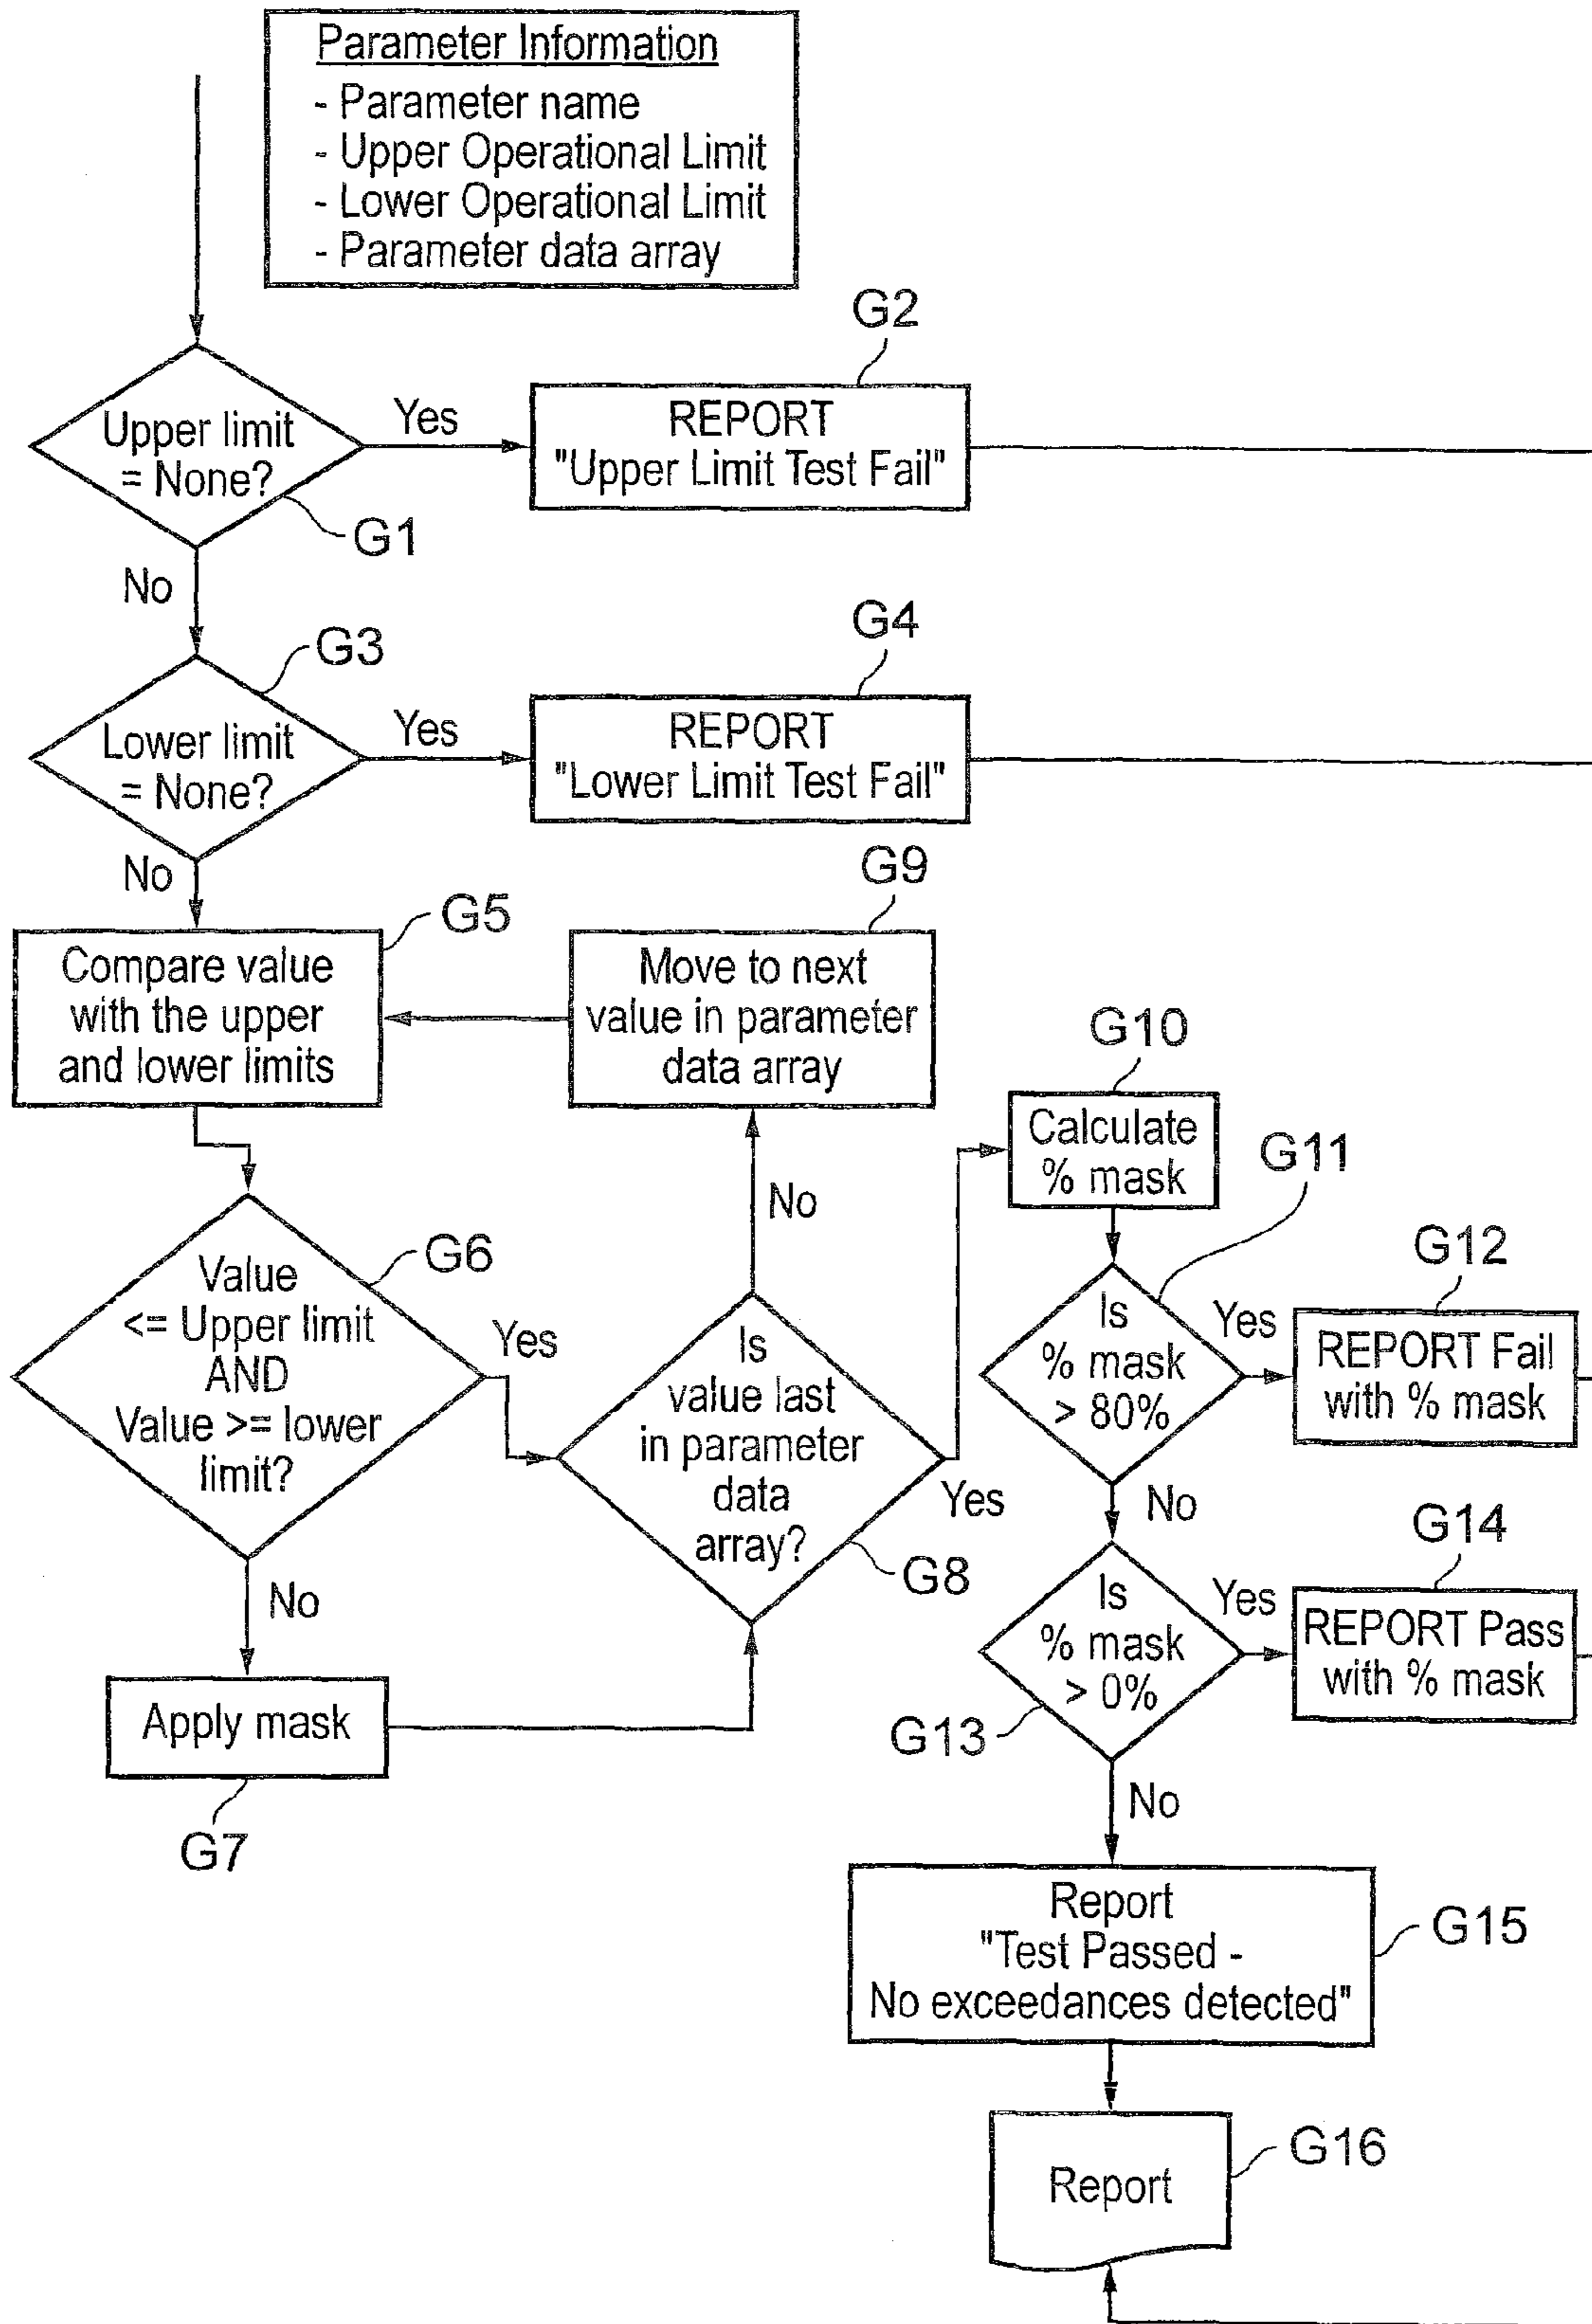 Parameter Information
- Parameter name
- Upper Operational Limit
- Lower Operational Limit
- Parameter data array
G2
Upper limit
= None?
Yes
REPORT
"Upper Limit Test Fail"
G1
No
G3
G4
Lower limit
= None?
Yes
REPORT
"Lower Limit Test Fail"
No
G5
G9
Compare value
with the upper
and lower limits
Move to next
value in parameter
data array
G10
Calculate
% mask
G11
No
G6
Value
<= Upper limit
AND
Value >= lower
limit?
Yes
Is
value last
in parameter
data
array?
Yes
G8
Is
% mask
> 80%
Yes
G12
REPORT Fail
with % mask
No
No
Is
% mask
> 0%
Yes
G14
REPORT Pass
with % mask
G13
Apply mask
G7
No
Report
"Test Passed -
No exceedances detected"
G15
Report
G16